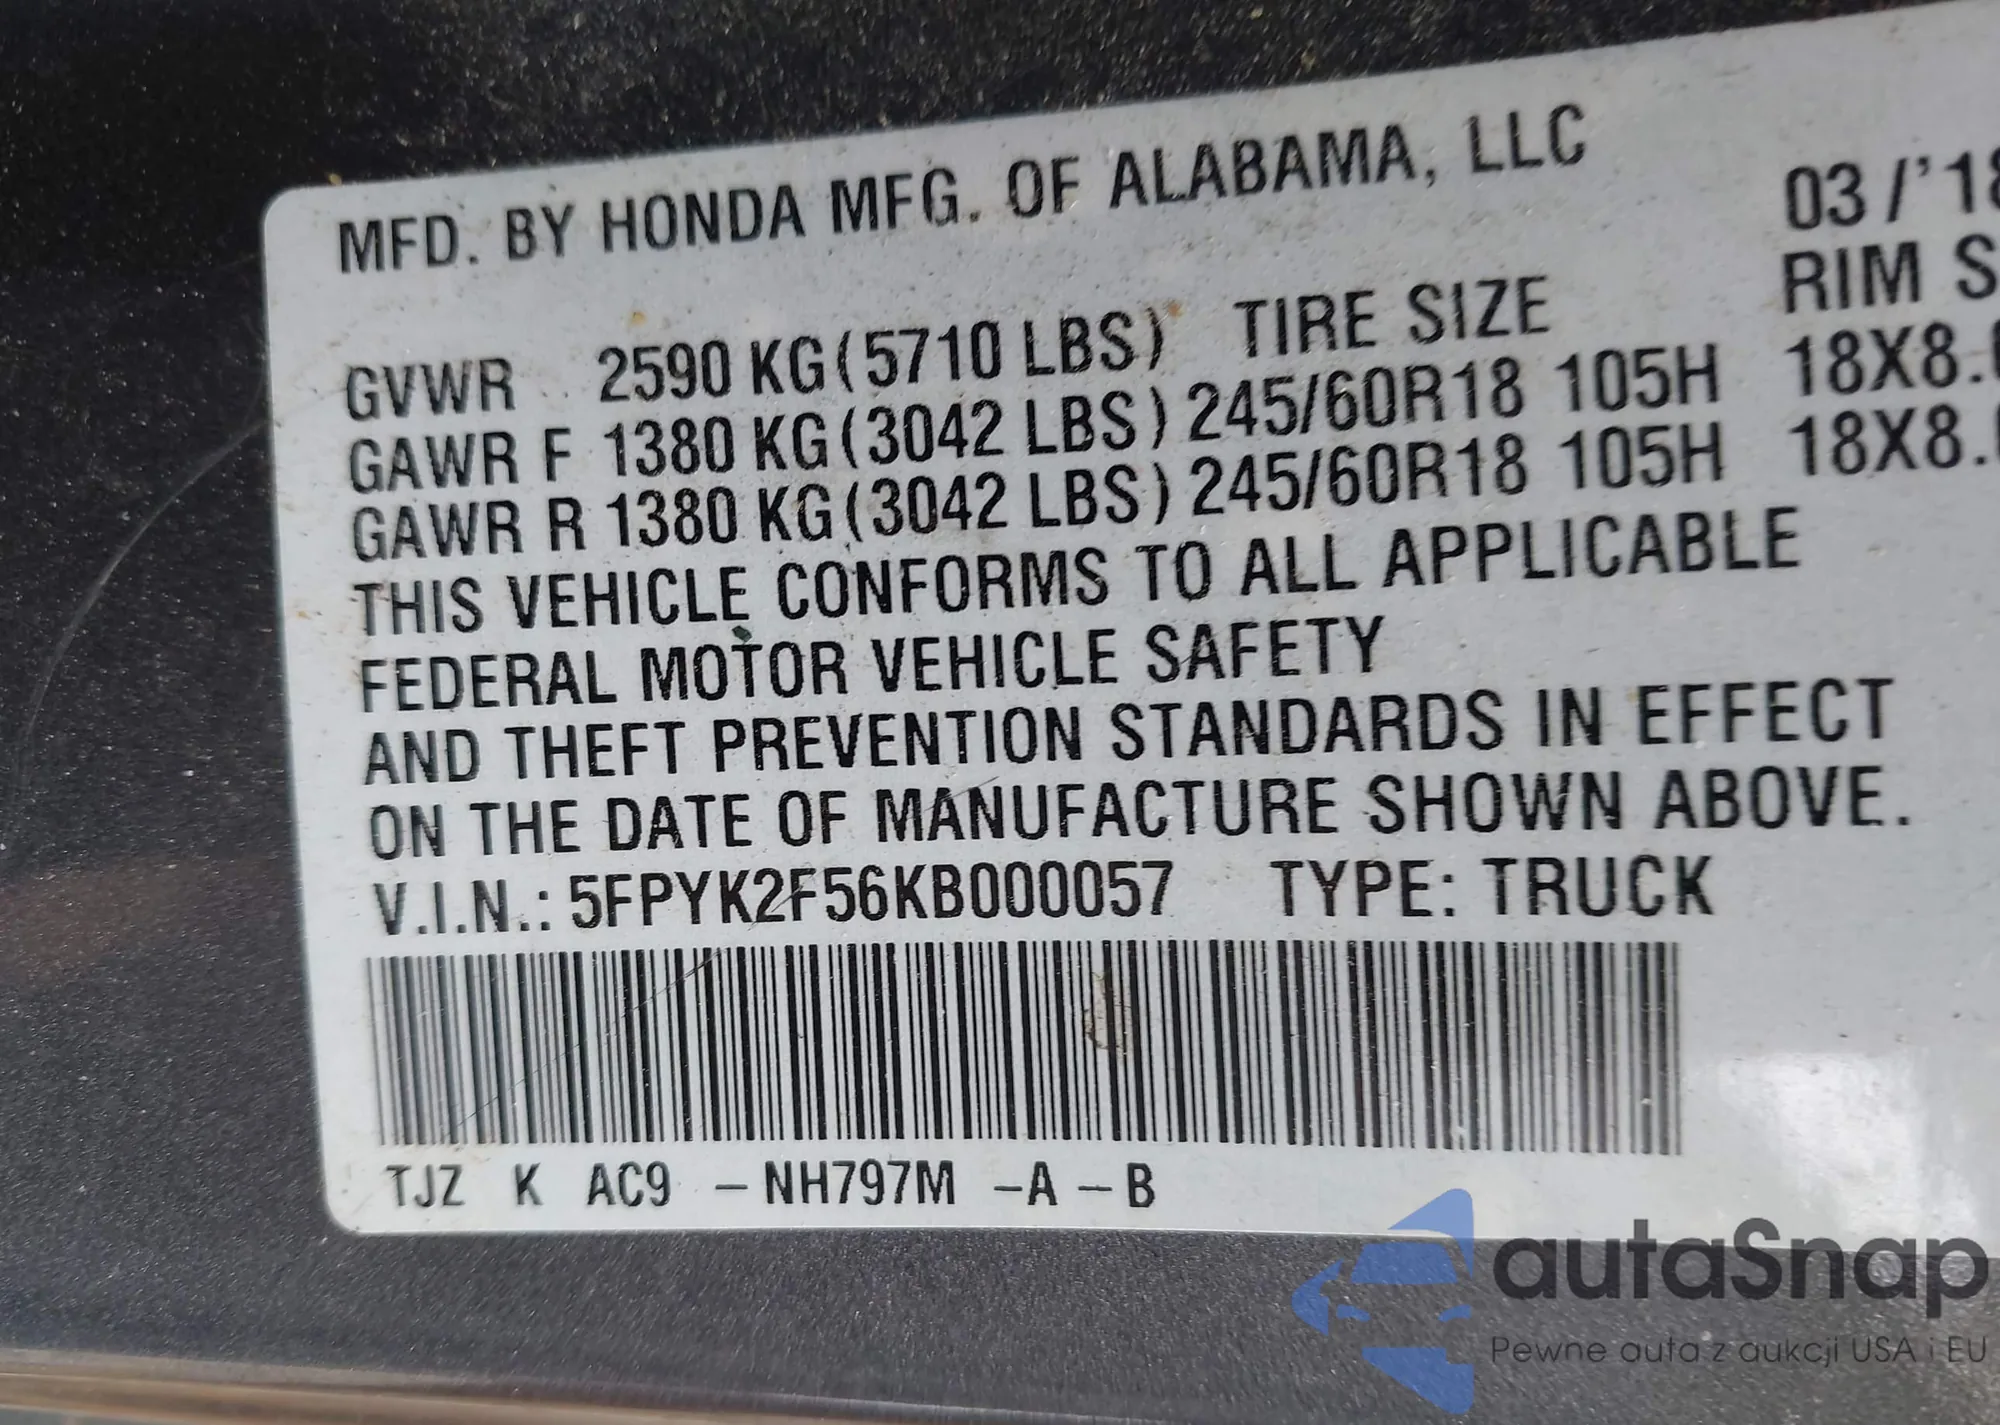 MFD. BY HONDA MFG. OF ALABAMA, LLC 03/'18
GVWR 2590 KG(5710 LBS) TIRE SIZE RIM S
GAWR F 1380 KG(3042 LBS) 245/60R18 105H 18X8.
GAWR R 1380 KG(3042 LBS) 245/60R18 105H 18X8.
THIS VEHICLE CONFORMS TO ALL APPLICABLE
FEDERAL MOTOR VEHICLE SAFETY
AND THEFT PREVENTION STANDARDS IN EFFECT
ON THE DATE OF MANUFACTURE SHOWN ABOVE.
V.I.N.: 5FPYK2F56KB000057 TYPE: TRUCK
TJZ K AC9 –NH797M –A–B
autaSnap
Pewne auta z aukcji USA i EU